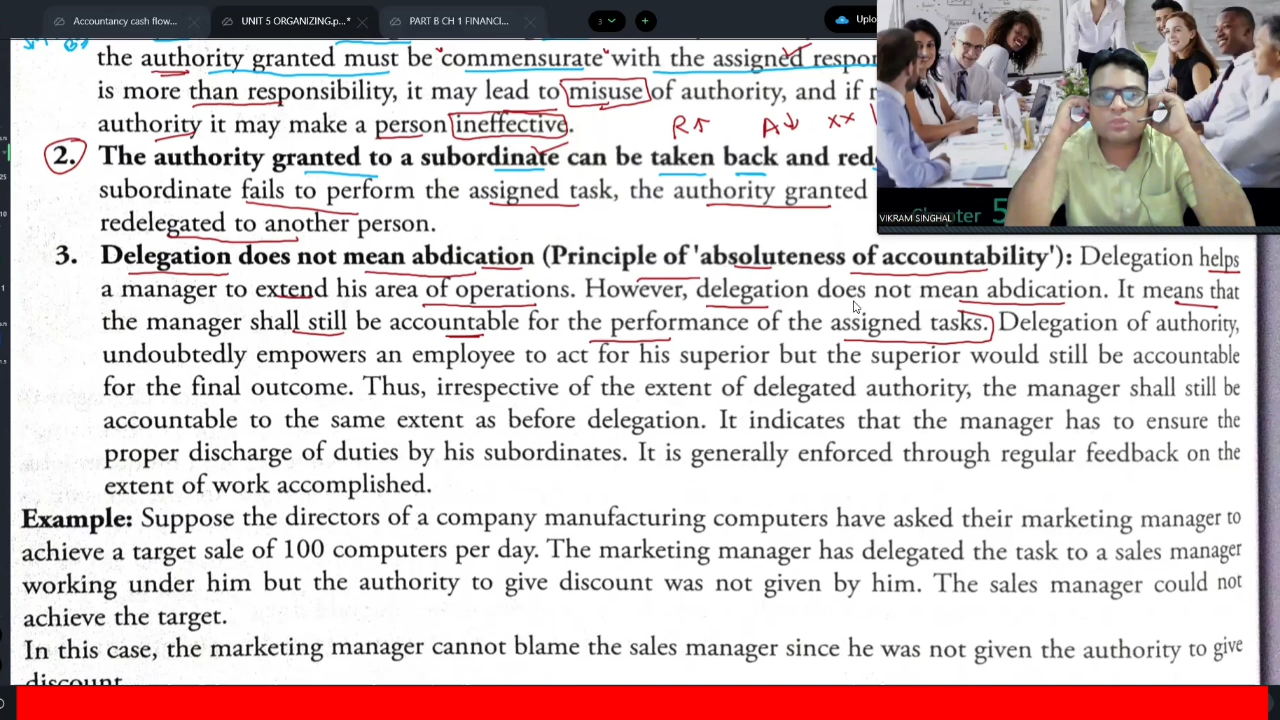 Accountancy cash flow...
UNIT 5 ORGANIZING.p...*
PART B CH 1 FINANCI...
3
Uplo
the authority granted must be "commensurate" with the assigned respon
is more than responsibility, it may lead to misuse of authority, and if r
authority it may make a person ineffective.
R↑ A↓ xx
2. The authority granted to a subordinate can be taken back and red
subordinate fails to perform the assigned task, the authority granted
redelegated to another person.
Chapter 5
VIKRAM SINGHAL
3. Delegation does not mean abdication (Principle of 'absoluteness of accountability'): Delegation helps
a manager to extend his area of operations. However, delegation does not mean abdication. It means that
the manager shall still be accountable for the performance of the assigned tasks. Delegation of authority,
undoubtedly empowers an employee to act for his superior but the superior would still be accountable
for the final outcome. Thus, irrespective of the extent of delegated authority, the manager shall still be
accountable to the same extent as before delegation. It indicates that the manager has to ensure the
proper discharge of duties by his subordinates. It is generally enforced through regular feedback on the
extent of work accomplished.
Example: Suppose the directors of a company manufacturing computers have asked their marketing manager to
achieve a target sale of 100 computers per day. The marketing manager has delegated the task to a sales manager
working under him but the authority to give discount was not given by him. The sales manager could not
achieve the target.
In this case, the marketing manager cannot blame the sales manager since he was not given the authority to give
discount